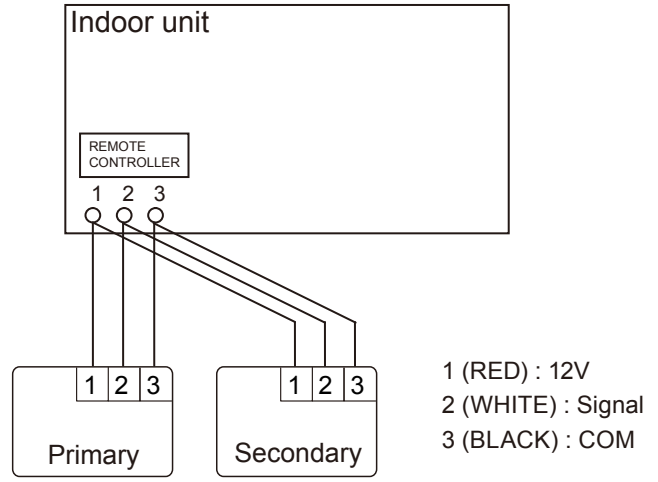 Indoor unit
REMOTE
CONTROLLER
1 2 3
1 2 3
Primary
1 2 3
Secondary
1 (RED) : 12V
2 (WHITE) : Signal
3 (BLACK) : COM